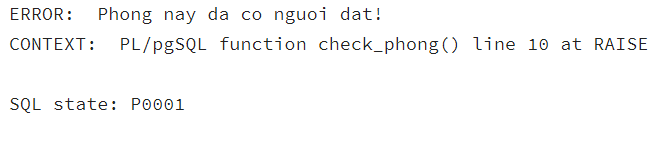 ERROR:  Phong nay da co nguoi dat!
CONTEXT:  PL/pgSQL function check_phong() line 10 at RAISE
SQL state: P0001